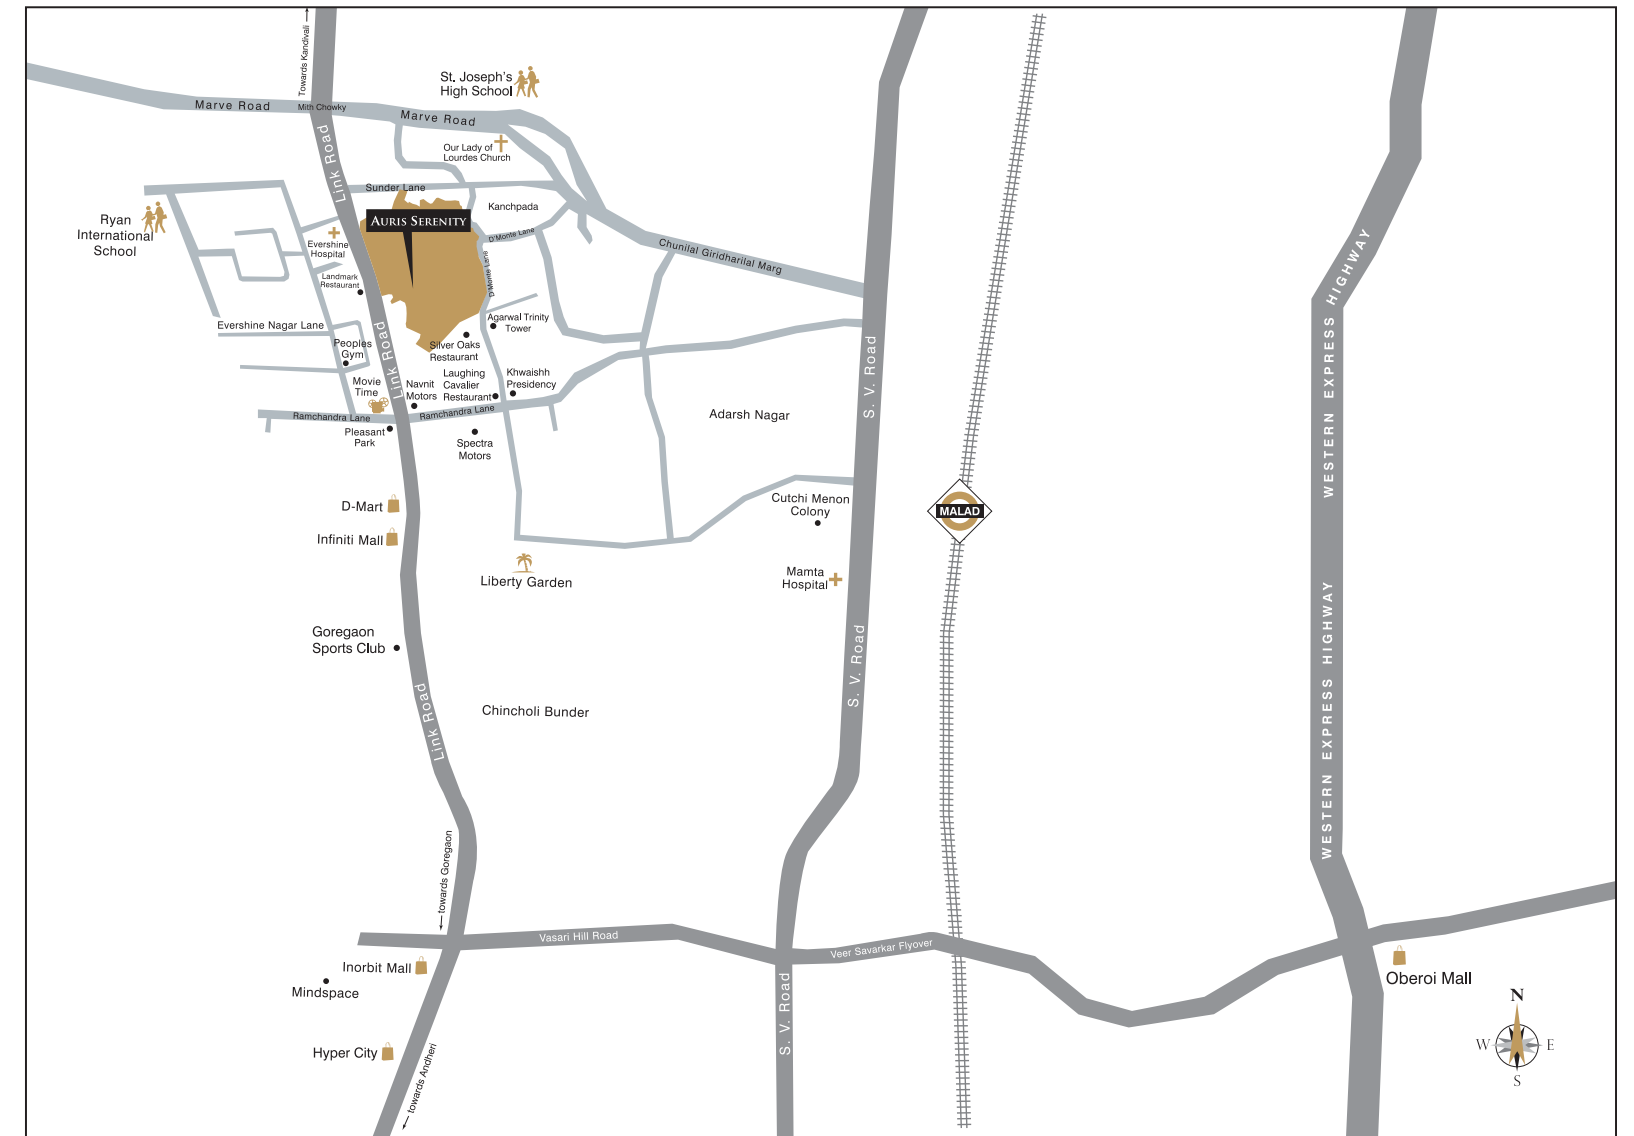 Towards Kandivali
St. Joseph's
High School
Marve Road
Mith Chowky
Marve Road
Link Road
Our Lady of
Lourdes Church
Sunder Lane
Kanchpada
Ryan
International
School
AURIS SERENITY
Evershine
Hospital
D'Monte Lane
D'Monte Lane
Chunilal Giridharilal Marg
Landmark
Restaurant
Evershine Nagar Lane
Agarwal Trinity
Tower
Peoples
Gym
Link Road
Silver Oaks
Restaurant
Movie
Time
Navnit
Motors
Laughing
Cavalier
Restaurant
Khwaishh
Presidency
Ramchandra Lane
Ramchandra Lane
Pleasant
Park
Spectra
Motors
Adarsh Nagar
S. V. Road
WESTERN EXPRESS HIGHWAY
D-Mart
Infiniti Mall
Cutchi Menon
Colony
MALAD
Liberty Garden
Mamta
Hospital
Goregaon
Sports Club
S. V. Road
WESTERN EXPRESS HIGHWAY
Link Road
Chincholi Bunder
WESTERN EXPRESS HIGHWAY
towards Goregaon
Vasari Hill Road
Veer Savarkar Flyover
Inorbit Mall
Mindspace
Oberoi Mall
S. V. Road
Hyper City
towards Andheri
N
W E
S